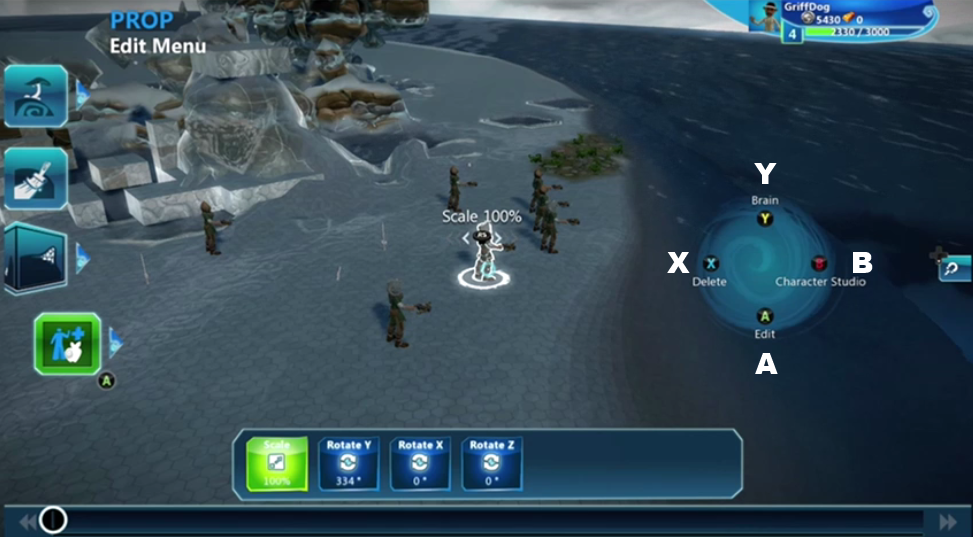 PROP
Edit Menu
GriffDog
5430 0
4
2330 / 3000
Scale 100%
Y
Brain
Y
X
X
B
B
Delete
Character Studio
A
Edit
A
A
Scale
100%
Rotate Y
334°
Rotate X
0°
Rotate Z
0°